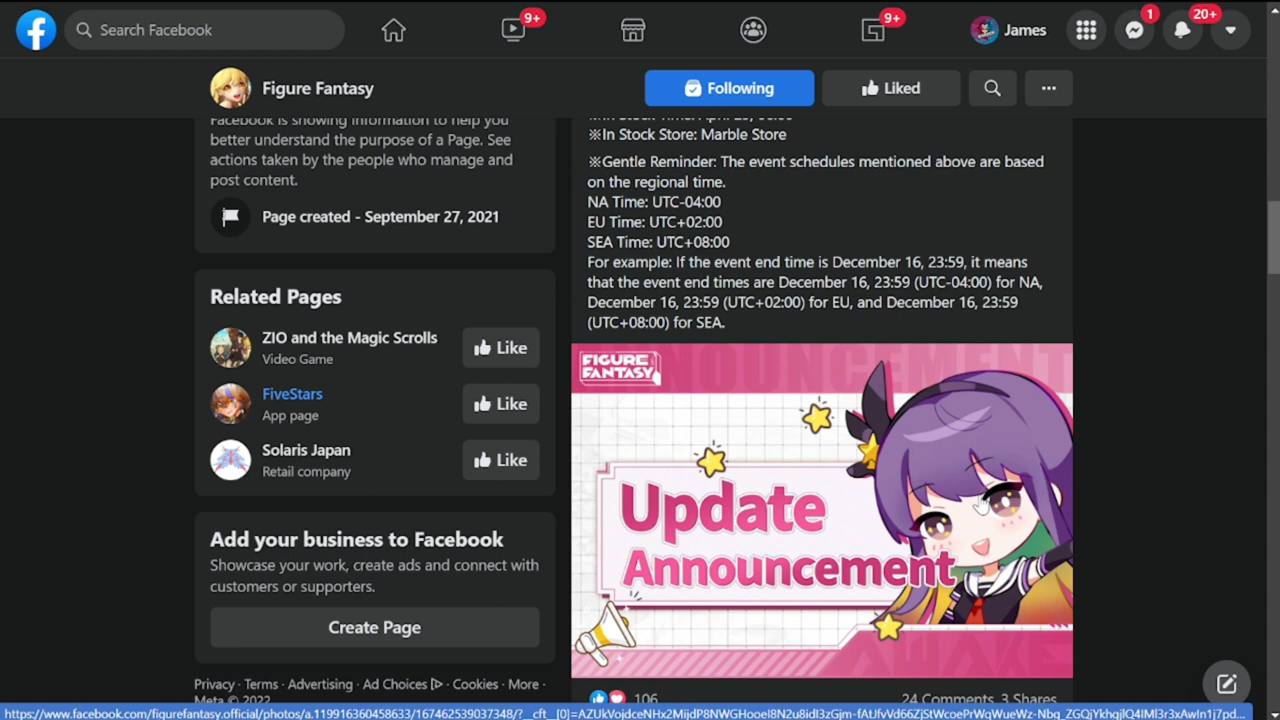 Search Facebook
9+
9+
James
1
20+
Figure Fantasy
Following
Liked
Facebook is showing information to help you
better understand the purpose of a Page. See
actions taken by the people who manage and
post content.
Page created - September 27, 2021
Related Pages
ZIO and the Magic Scrolls
Video Game
Like
FiveStars
App page
Like
Solaris Japan
Retail company
Like
Add your business to Facebook
Showcase your work, create ads and connect with
customers or supporters.
Create Page
Privacy · Terms · Advertising · Ad Choices · Cookies · More ·
Meta © 2022
※In Stock Store: Marble Store
※Gentle Reminder: The event schedules mentioned above are based
on the regional time.
NA Time: UTC-04:00
EU Time: UTC+02:00
SEA Time: UTC+08:00
For example: If the event end time is December 16, 23:59, it means
that the event end times are December 16, 23:59 (UTC-04:00) for NA,
December 16, 23:59 (UTC+02:00) for EU, and December 16, 23:59
(UTC+08:00) for SEA.
ANNOUNCEMENT
FIGURE
FANTASY
Update
Announcement
AWAKE
106
24 Comments 3 Shares